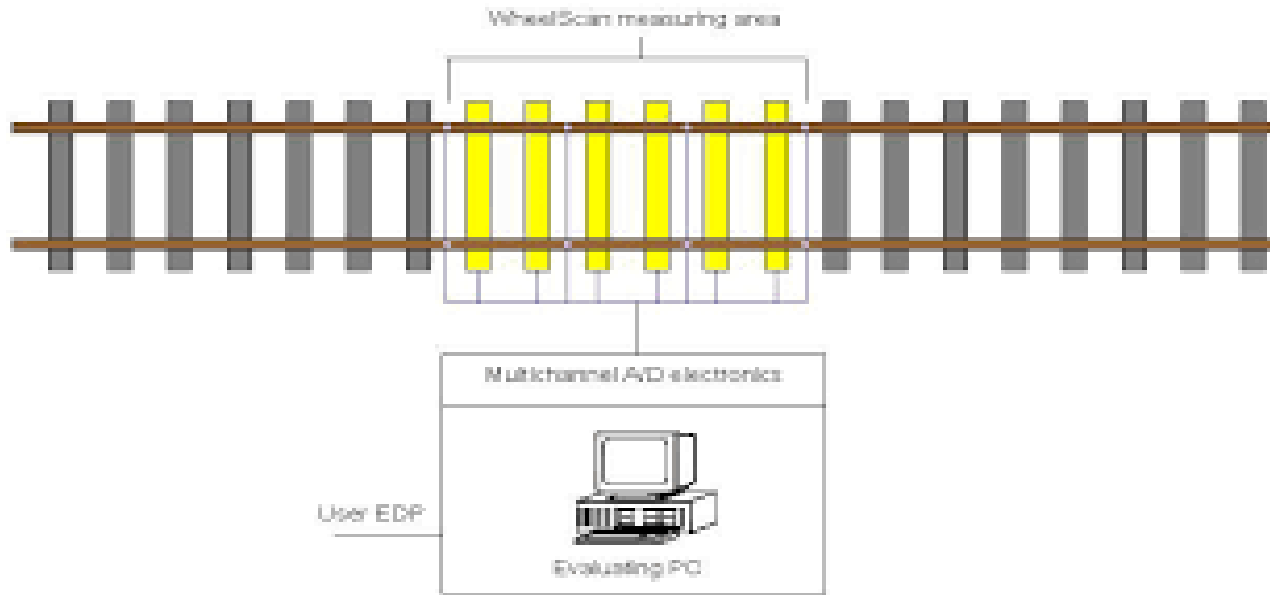 WheelScan measuring area
Multichannel A/D electronics
User EDP
Evaluating PC